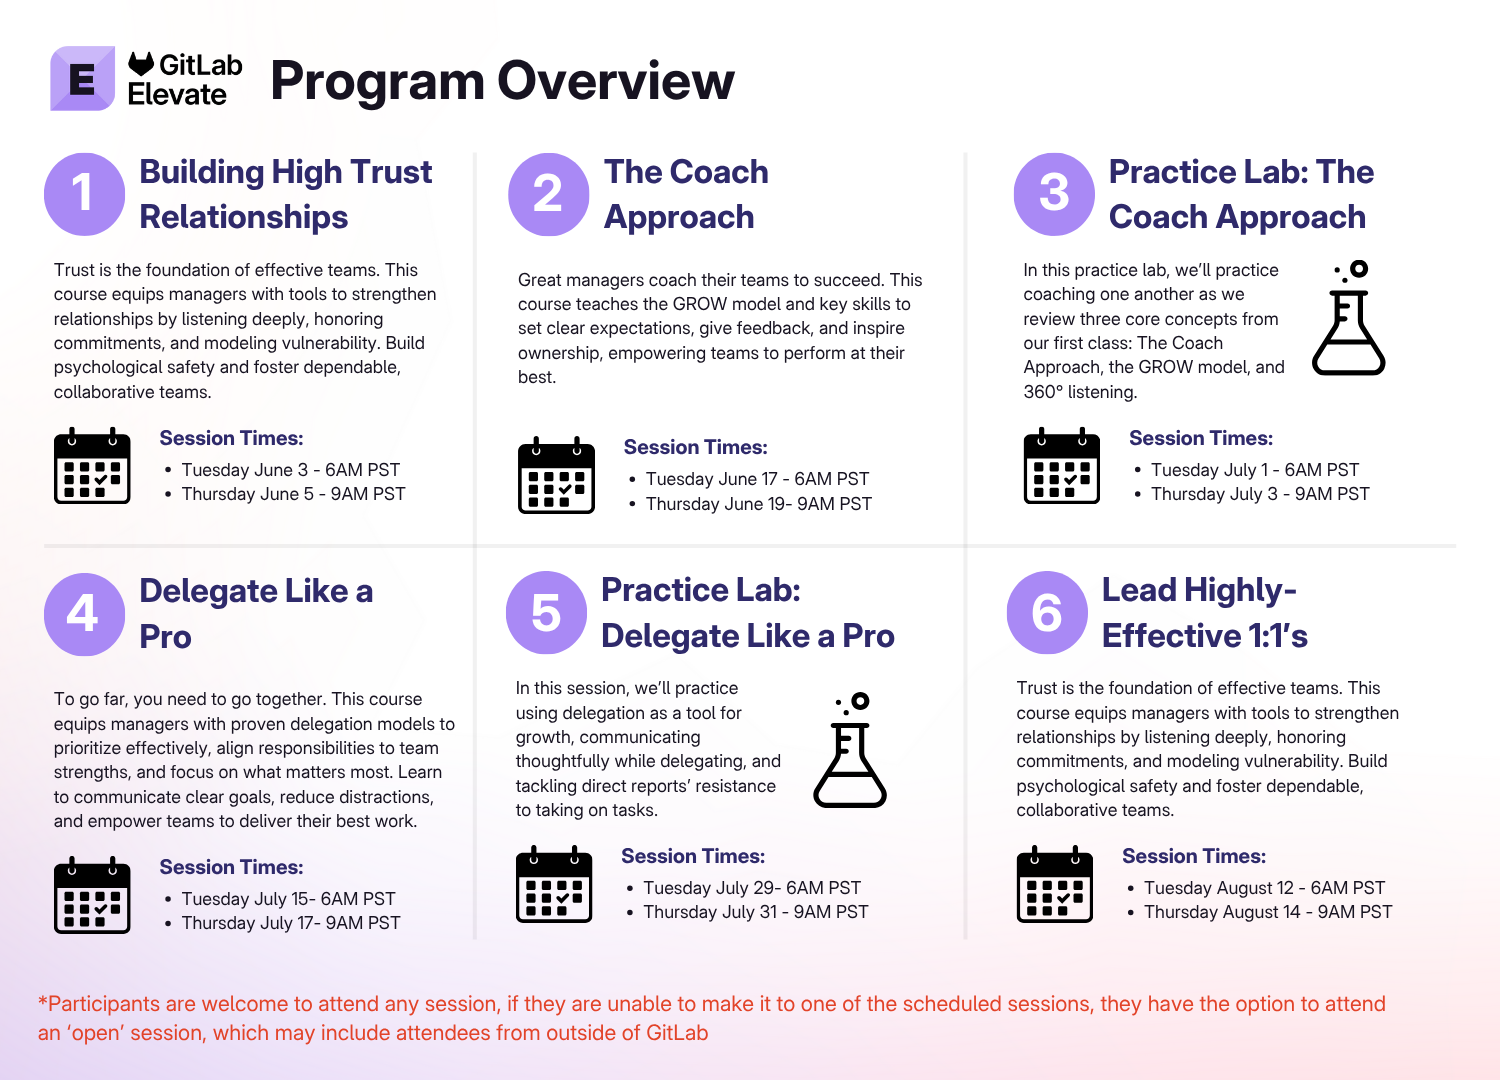 E
GitLab
Elevate
Program Overview
1
Building High Trust
Relationships
Trust is the foundation of effective teams. This
course equips managers with tools to strengthen
relationships by listening deeply, honoring
commitments, and modeling vulnerability. Build
psychological safety and foster dependable,
collaborative teams.
Session Times:
• Tuesday June 3 - 6AM PST
• Thursday June 5 - 9AM PST
2
The Coach
Approach
Great managers coach their teams to succeed. This
course teaches the GROW model and key skills to
set clear expectations, give feedback, and inspire
ownership, empowering teams to perform at their
best.
Session Times:
• Tuesday June 17 - 6AM PST
• Thursday June 19- 9AM PST
3
Practice Lab: The
Coach Approach
In this practice lab, we’ll practice
coaching one another as we
review three core concepts from
our first class: The Coach
Approach, the GROW model, and
360° listening.
Session Times:
• Tuesday July 1 - 6AM PST
• Thursday July 3 - 9AM PST
4
Delegate Like a
Pro
To go far, you need to go together. This course
equips managers with proven delegation models to
prioritize effectively, align responsibilities to team
strengths, and focus on what matters most. Learn
to communicate clear goals, reduce distractions,
and empower teams to deliver their best work.
Session Times:
• Tuesday July 15- 6AM PST
• Thursday July 17- 9AM PST
5
Practice Lab:
Delegate Like a Pro
In this session, we’ll practice
using delegation as a tool for
growth, communicating
thoughtfully while delegating, and
tackling direct reports’ resistance
to taking on tasks.
Session Times:
• Tuesday July 29- 6AM PST
• Thursday July 31 - 9AM PST
6
Lead Highly-
Effective 1:1’s
Trust is the foundation of effective teams. This
course equips managers with tools to strengthen
relationships by listening deeply, honoring
commitments, and modeling vulnerability. Build
psychological safety and foster dependable,
collaborative teams.
Session Times:
• Tuesday August 12 - 6AM PST
• Thursday August 14 - 9AM PST
*Participants are welcome to attend any session, if they are unable to make it to one of the scheduled sessions, they have the option to attend
an ‘open’ session, which may include attendees from outside of GitLab